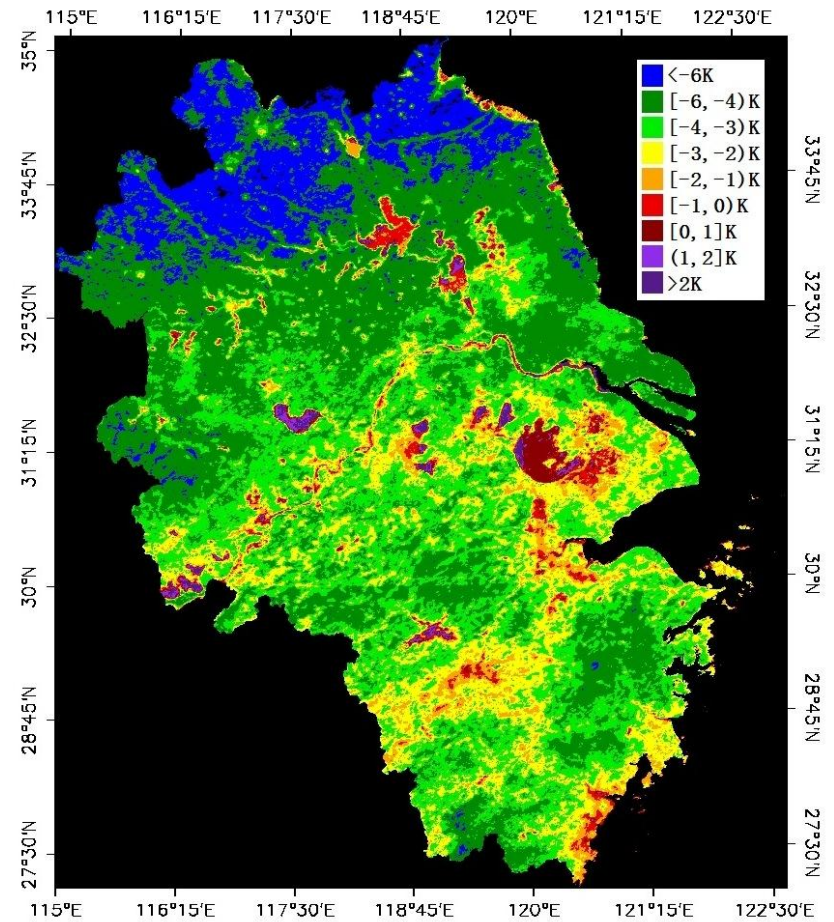 115°E 116°15'E 117°30'E 118°45'E 120°E 121°15'E 122°30'E
35°N
33°45'N
32°30'N
31°15'N
30°N
28°45'N
27°30'N
<-6K
[-6,-4)K
[-4,-3)K
[-3,-2)K
[-2,-1)K
[-1,0)K
[0,1]K
(1,2]K
>2K
33°45'N
32°30'N
31°15'N
30°N
28°45'N
27°30'N
115°E 116°15'E 117°30'E 118°45'E 120°E 121°15'E 122°30'E